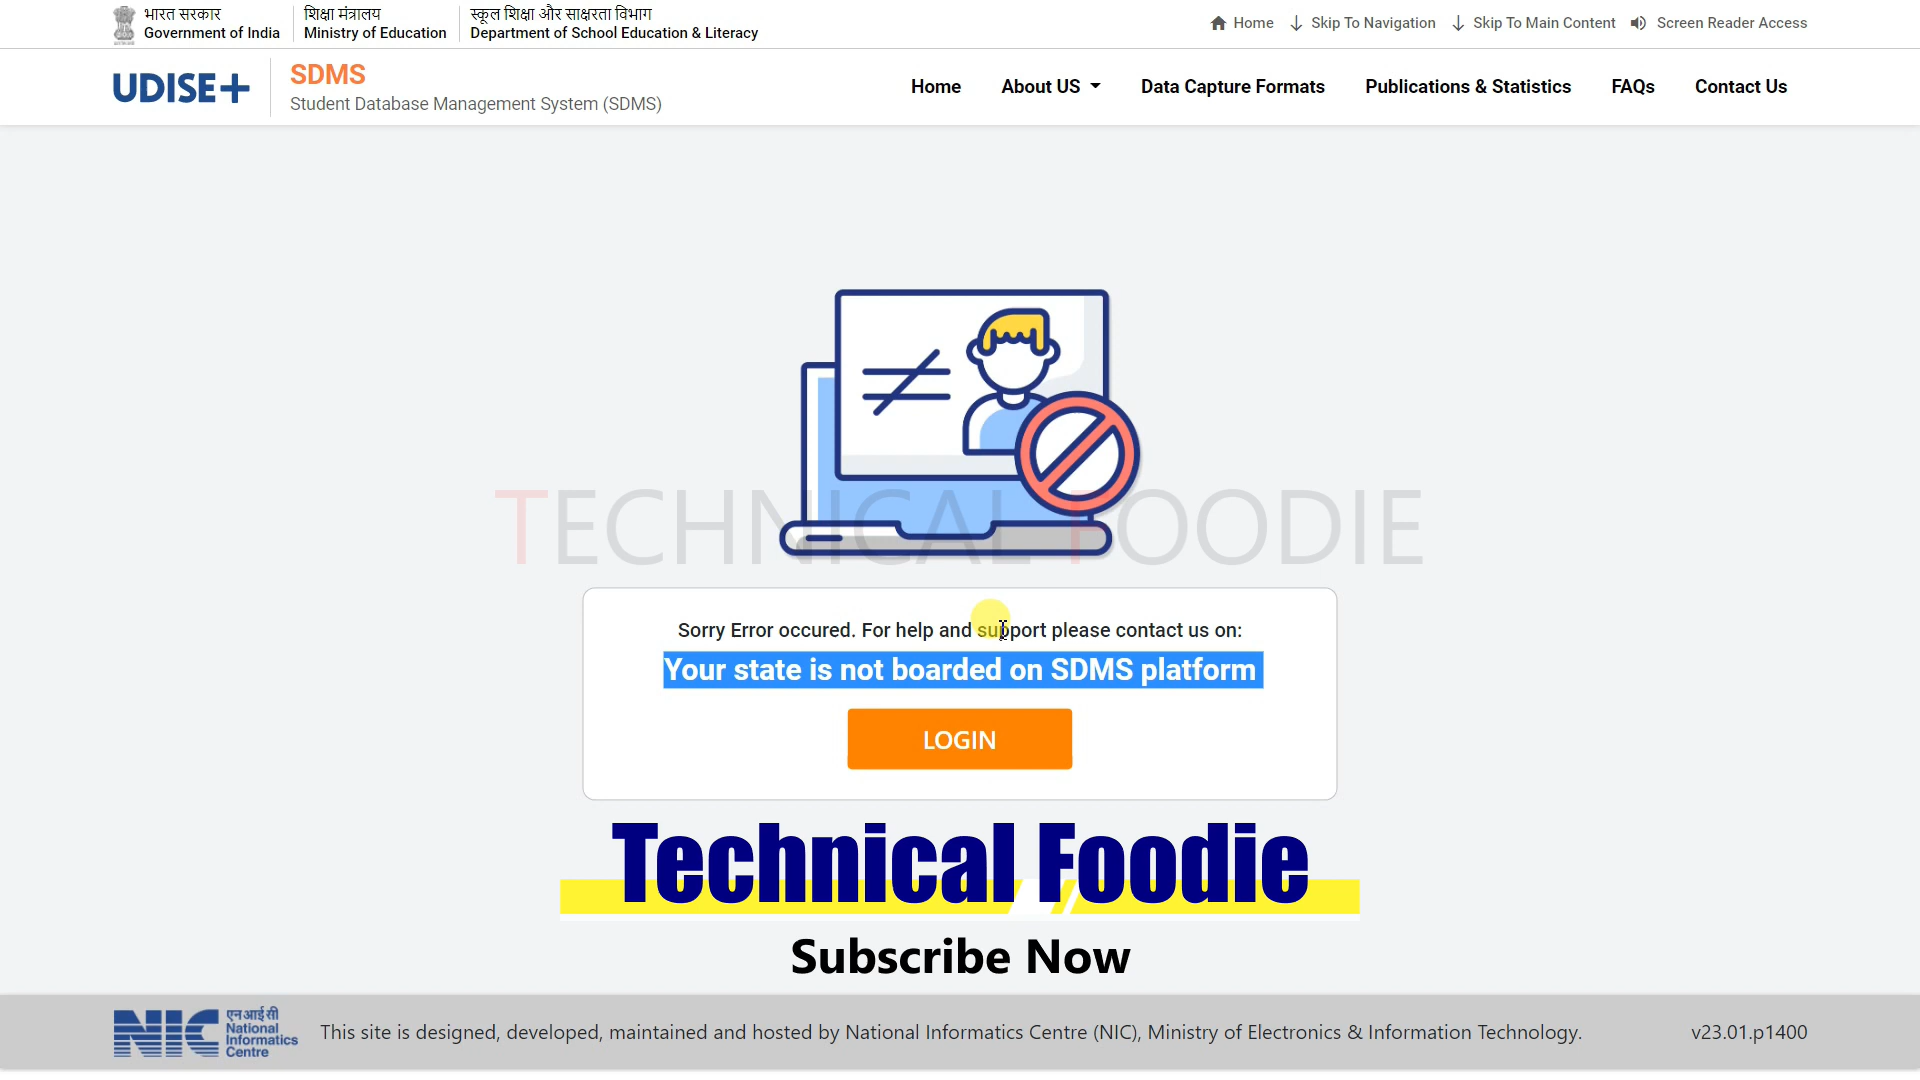 भारत सरकार
Government of India
शिक्षा मंत्रालय
Ministry of Education
स्कूल शिक्षा और साक्षरता विभाग
Department of School Education & Literacy
Home
Skip To Navigation
Skip To Main Content
Screen Reader Access
UDISE+
SDMS
Student Database Management System (SDMS)
Home
About US
Data Capture Formats
Publications & Statistics
FAQs
Contact Us
TECHNICAL FOODIE
Sorry Error occured. For help and support please contact us on:
Your state is not boarded on SDMS platform
LOGIN
Technical Foodie
Subscribe Now
NIC
एन आई सी
National
Informatics
Centre
This site is designed, developed, maintained and hosted by National Informatics Centre (NIC), Ministry of Electronics & Information Technology.
v23.01.p1400